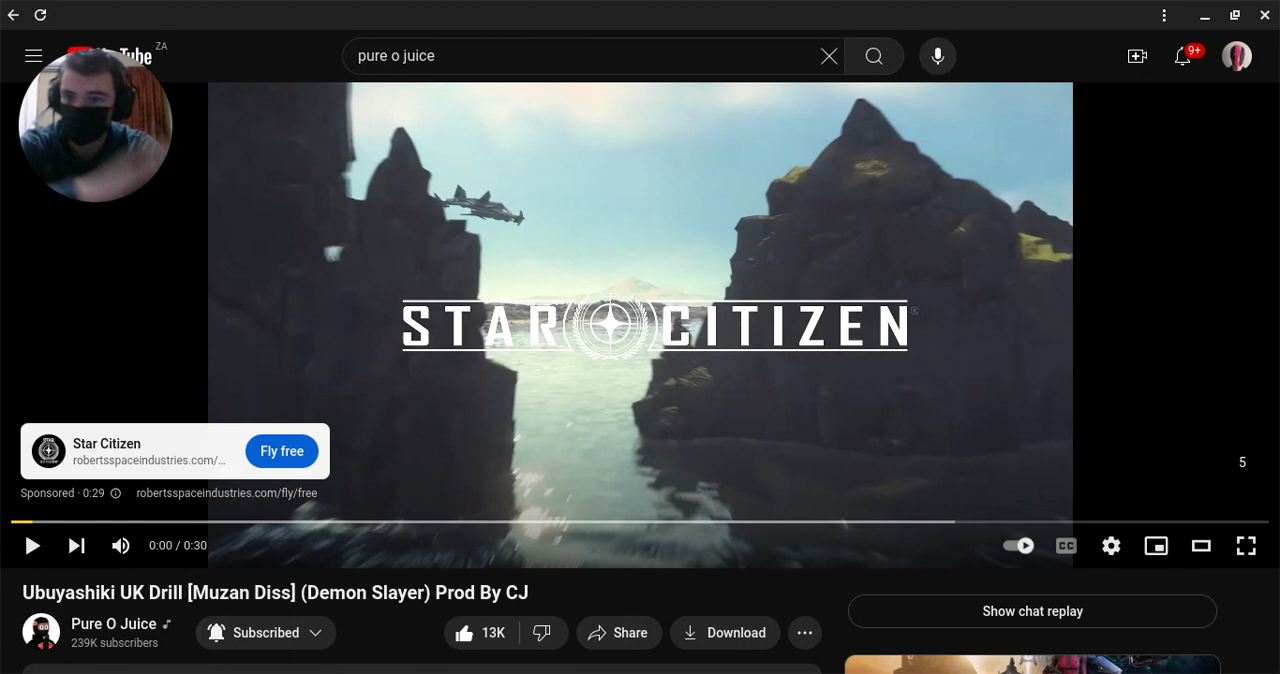 YouTube ZA
pure o juice
9+
STAR CITIZEN ®
Star Citizen
robertsspaceindustries.com/...
Fly free
5
Sponsored · 0:29
robertsspaceindustries.com/fly/free
0:00 / 0:30
CC
Ubuyashiki UK Drill [Muzan Diss] (Demon Slayer) Prod By CJ
Pure O Juice
239K subscribers
Subscribed
13K
Share
Download
Show chat replay